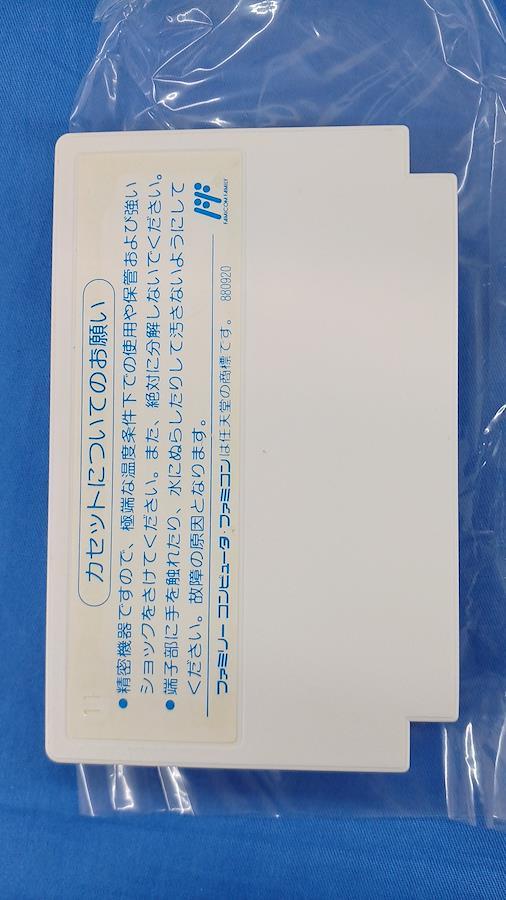 カセットについてのお願い
●精密機器ですので、極端な温度条件下での使用や保管および強い
ショックをさけてください。また、絶対に分解しないでください。
●端子部に手を触れたり、水にぬらしたりして汚さないようにして
ください。故障の原因となります。
ファミリー コンピュータ・ファミコンは任天堂の商標です。 880920
FAMICOM FAMILY
11